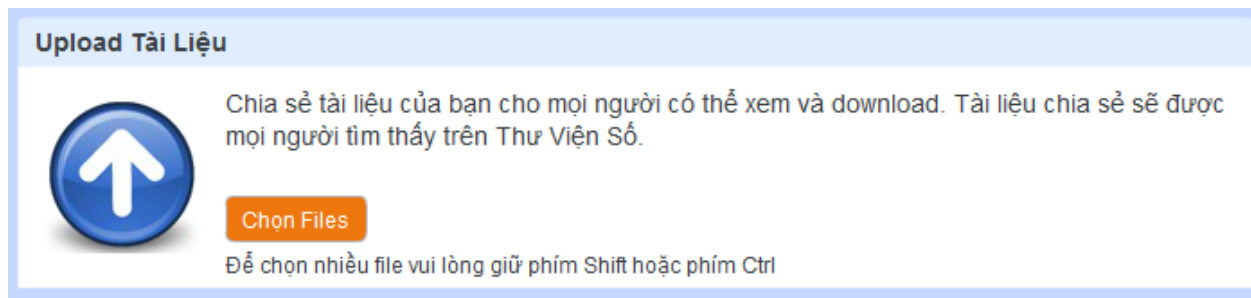 Upload Tài Liệu
Chia sẻ tài liệu của bạn cho mọi người có thể xem và download. Tài liệu chia sẻ sẽ được
mọi người tìm thấy trên Thư Viện Số.
Chọn Files
Để chọn nhiều file vui lòng giữ phím Shift hoặc phím Ctrl